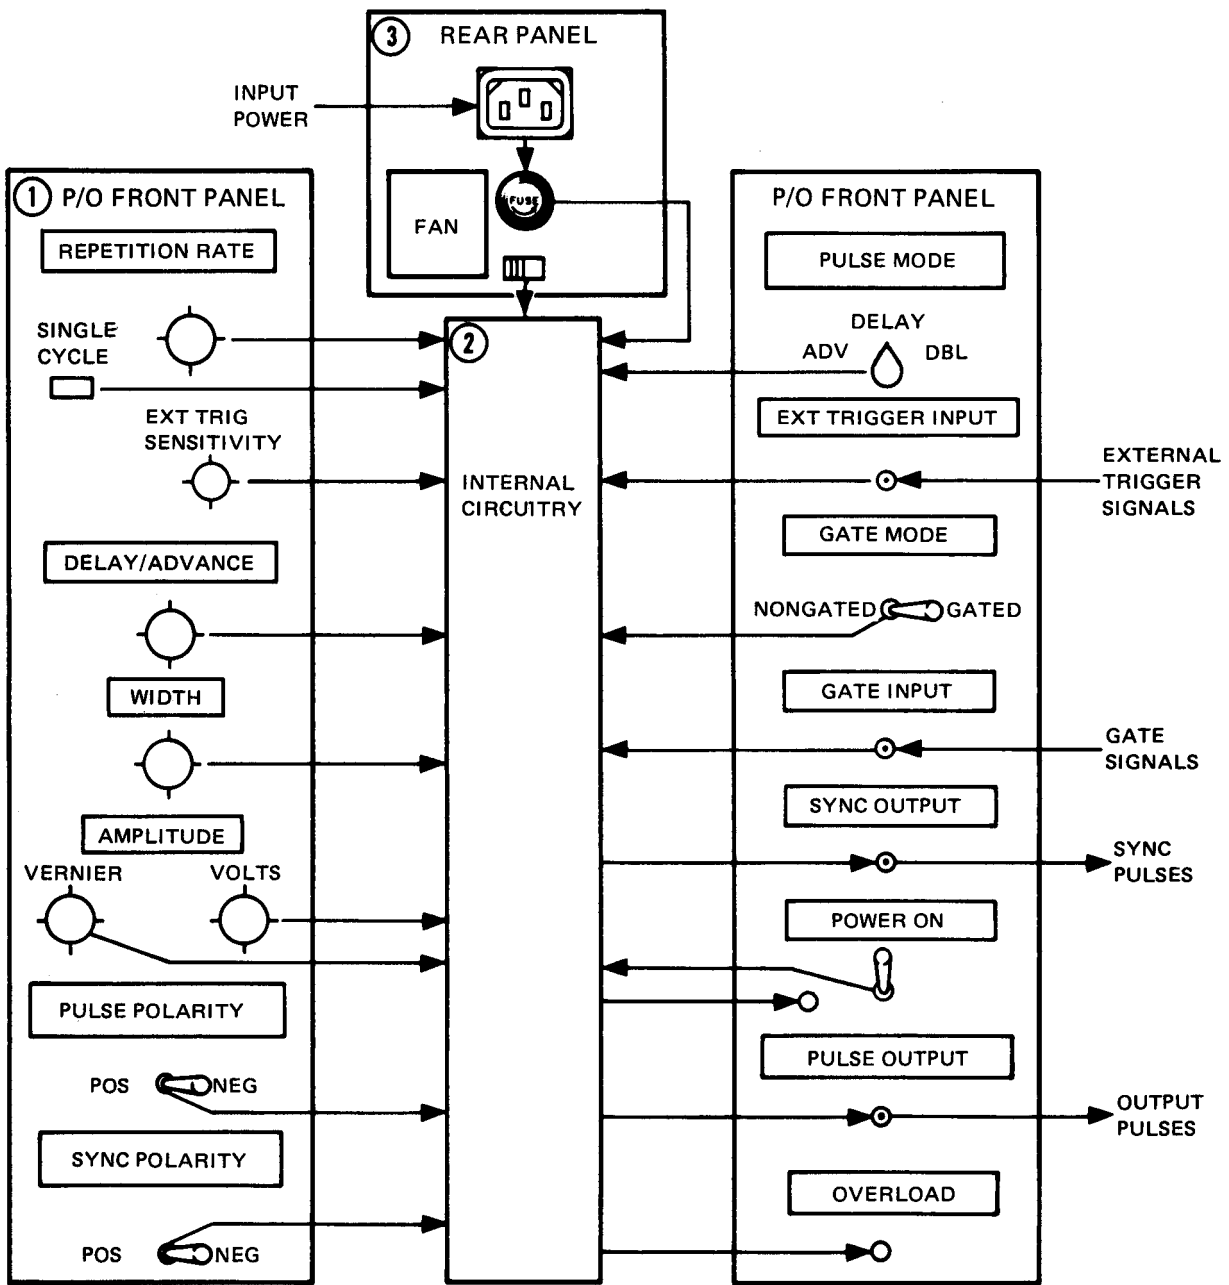 3 REAR PANEL
INPUT
POWER
FUSE
FAN
1 P/O FRONT PANEL
REPETITION RATE
SINGLE
CYCLE
EXT TRIG
SENSITIVITY
DELAY/ADVANCE
WIDTH
AMPLITUDE
VERNIER VOLTS
PULSE POLARITY
POS NEG
SYNC POLARITY
POS NEG
2
INTERNAL
CIRCUITRY
P/O FRONT PANEL
PULSE MODE
DELAY
ADV DBL
EXT TRIGGER INPUT
EXTERNAL
TRIGGER
SIGNALS
GATE MODE
NONGATED GATED
GATE INPUT
GATE
SIGNALS
SYNC OUTPUT
SYNC
PULSES
POWER ON
PULSE OUTPUT
OUTPUT
PULSES
OVERLOAD